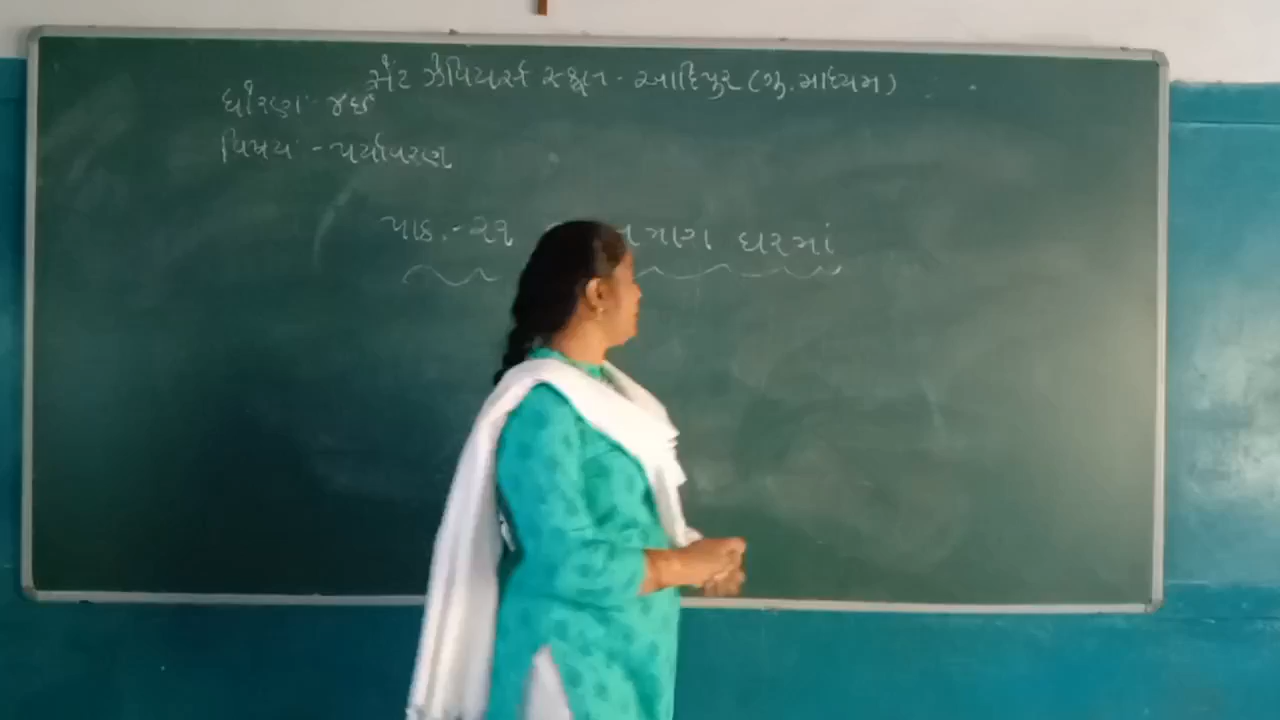 સેંટ ઝેવિયર્સ સ્કૂલ - આદિપુર (ગુ. માધ્યમ)
ધોરણ :- ૪થું
વિષય :- પર્યાવરણ
પાઠ.- ૨૨ ઘરમાં